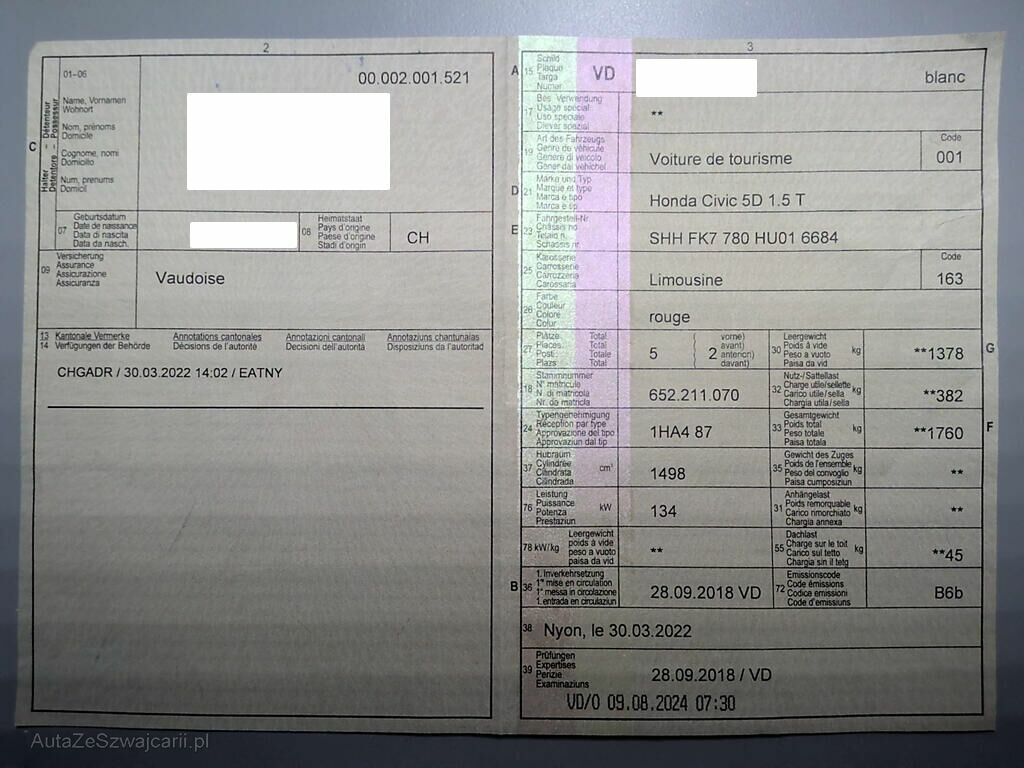 2
01–06
00.002.001.521
C
Halter – Détenteur
Detentore – Possessur
Name, Vornamen
Wohnort
Nom, prénoms
Domicile
Cognome, nomi
Domicilio
Num, prenums
Domicil
07
Geburtsdatum
Date de naissance
Data di nascita
Data da nasch.
08
Heimatstaat
Pays d'origine
Paese d'origine
Stadi d'origin
CH
09
Versicherung
Assurance
Assicurazione
Assicuranza
Vaudoise
13 Kantonale Vermerke Annotations cantonales Annotazioni cantonali Annotaziuns chantunalas
14 Verfügungen der Behörde Décisions de l'autorité Decisioni dell'autorità Disposiziuns da l'autoritad
CHGADR / 30.03.2022 14:02 / EATNY
3
A 15
Schild
Plaque
Targa
Numer
VD
blanc
17
Bes. Verwendung
Usage spécial
Uso speciale
Diever spezial
**
19
Art des Fahrzeugs
Genre de véhicule
Genere di veicolo
Gener dal vehichel
Voiture de tourisme
Code
001
D 21
Marke und Typ
Marque et type
Marca e tipo
Marca e tip
Honda Civic 5D 1.5 T
E 23
Fahrgestell-Nr.
Châssis no
Telaio n.
Schassis nr.
SHH FK7 780 HU01 6684
25
Karosserie
Carrosserie
Carrozzeria
Carossaria
Limousine
Code
163
26
Farbe
Couleur
Colore
Colur
rouge
27
Plätze Total
Places Total
Posti Totale
Plazs Total
5
( vorne)
( avant)
2
( anteriori)
( davant)
30
Leergewicht
Poids à vide
Peso a vuoto
Paisa da vid
kg
**1378
G
18
Stammnummer
N° matricule
N. di matricola
Nr. da matricla
652.211.070
32
Nutz-/Sattellast
Charge utile/sellette
Carico utile/sella
Chargia utila/sella
kg
**382
24
Typengenehmigung
Réception par type
Approvazione del tipo
Approvaziun dal tip
1HA4 87
33
Gesamtgewicht
Poids total
Peso totale
Paisa totala
kg
**1760
F
37
Hubraum
Cylindrée
Cilindrata
Cilindrada
cm³
1498
35
Gewicht des Zuges
Poids de l'ensemble
Peso del convoglio
Paisa cumposiziun
kg
**
76
Leistung
Puissance
Potenza
Prestaziun
kW
134
31
Anhängelast
Poids remorquable
Carico rimorchiato
Chargia annexa
kg
**
78 kW/kg
Leergewicht
poids à vide
peso a vuoto
paisa da vid
**
55
Dachlast
Charge sur le toit
Carico sul tetto
Chargia sin il tetg
kg
**45
B 36
1. Inverkehrsetzung
1re mise en circulation
1a messa in circolazione
1. entrada en circulaziun
28.09.2018 VD
72
Emissionscode
Code émissions
Codice emissioni
Code d'emissiuns
B6b
38
Nyon, le 30.03.2022
39
Prüfungen
Expertises
Perizie
Examinaziuns
28.09.2018 / VD
VD/O 09.08.2024 07:30
AutaZeSzwajcarii.pl